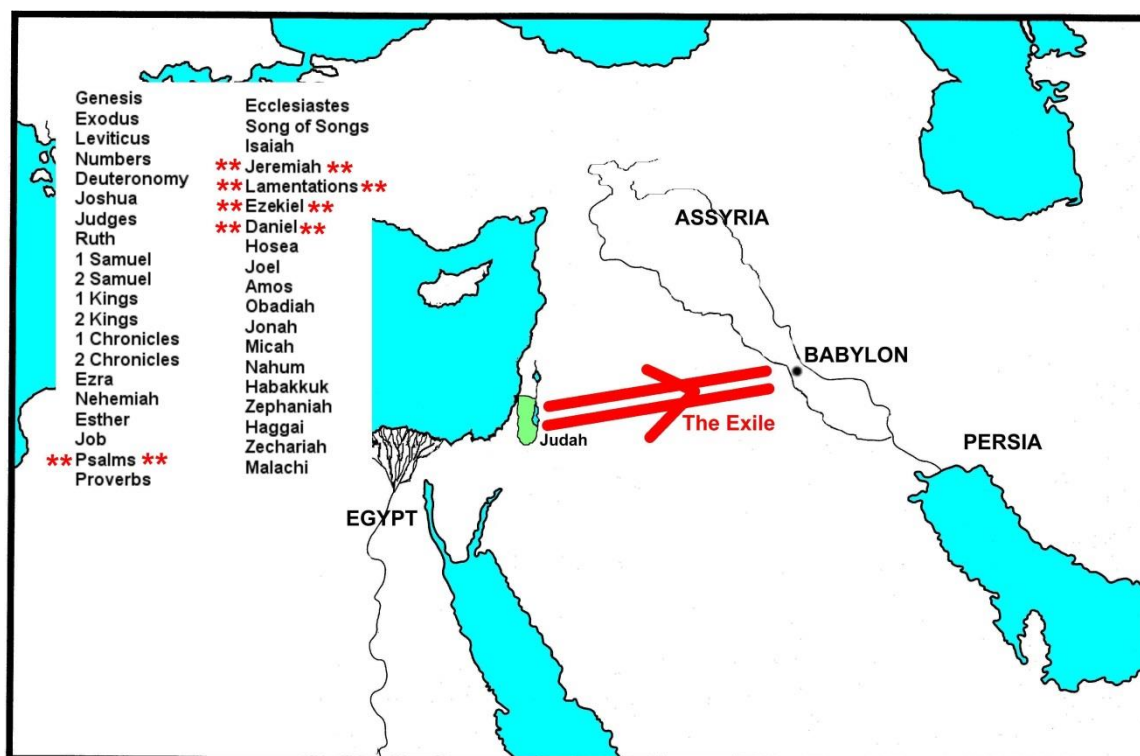 Genesis
Exodus
Leviticus
Numbers
Deuteronomy
Joshua
Judges
Ruth
1 Samuel
2 Samuel
1 Kings
2 Kings
1 Chronicles
2 Chronicles
Ezra
Nehemiah
Esther
Job
** Psalms **
Proverbs
Ecclesiastes
Song of Songs
Isaiah
** Jeremiah **
** Lamentations **
** Ezekiel **
** Daniel **
Hosea
Joel
Amos
Obadiah
Jonah
Micah
Nahum
Habakkuk
Zephaniah
Haggai
Zechariah
Malachi
ASSYRIA
BABYLON
The Exile
Judah
PERSIA
EGYPT